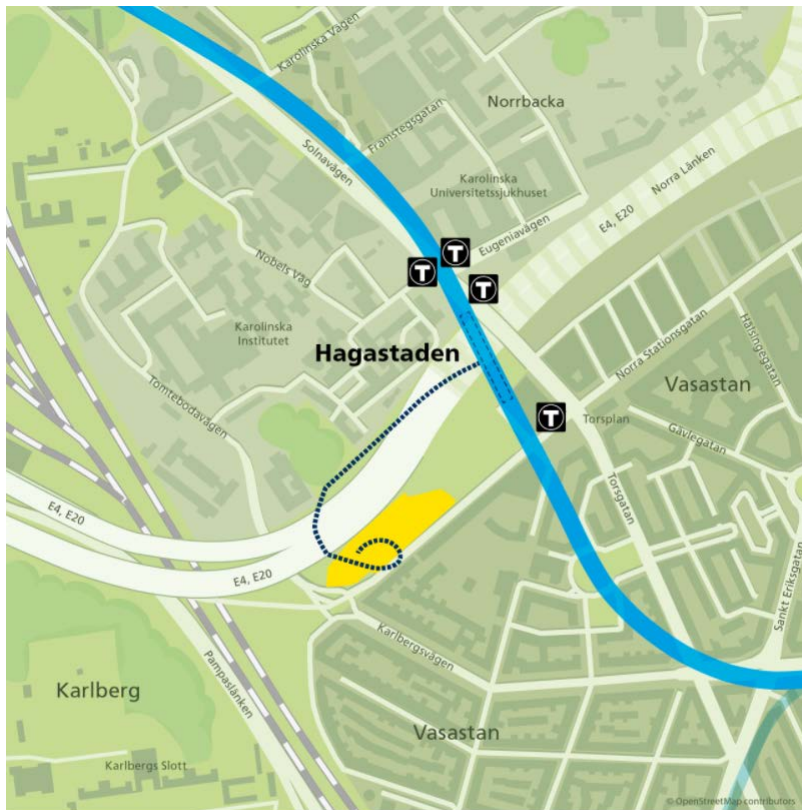 Karolinska Vägen
Norrbacka
Framstegsgatan
Solnavägen
Karolinska
Universitetssjukhuset
Norra Länken
E4, E20
Eugeniavägen
T
T
T
Nobels Väg
Karolinska
Institutet
Hagastaden
Norra Stationsgatan
Hälsingegatan
Vasastan
Tomtebodavägen
T
Torsplan
Gävlegatan
Torsgatan
E4, E20
E4, E20
Sankt Eriksgatan
Karlbergsvägen
Pampaslänken
Karlberg
Vasastan
Karlbergs Slott
© OpenStreetMap contributors